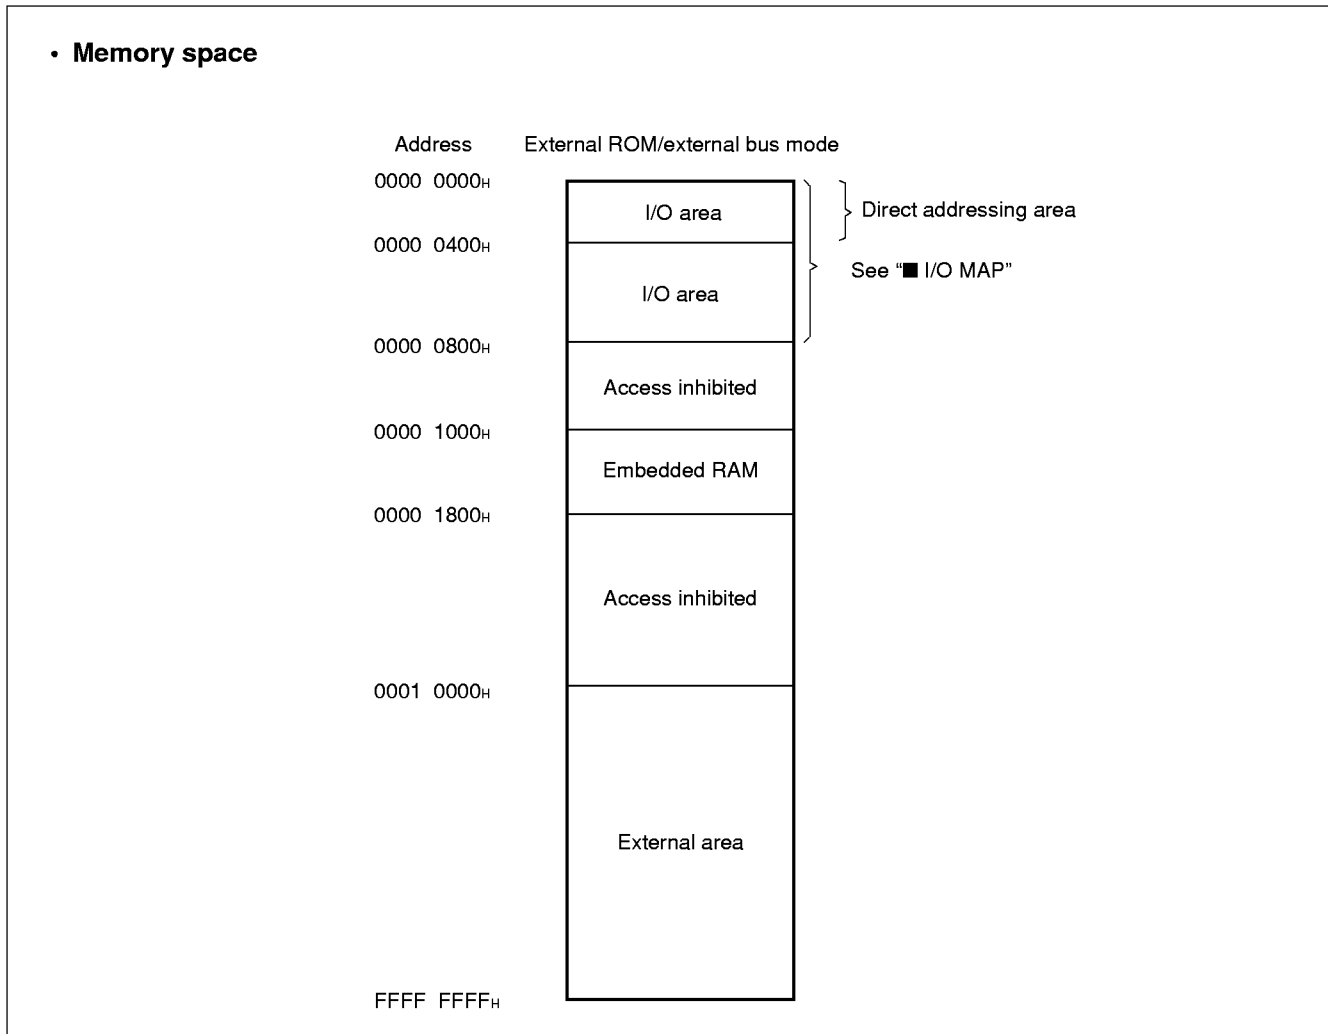 • Memory space
Address External ROM/external bus mode
0000 0000H
I/O area
Direct addressing area
0000 0400H
See “■ I/O MAP”
I/O area
0000 0800H
Access inhibited
0000 1000H
Embedded RAM
0000 1800H
Access inhibited
0001 0000H
External area
FFFF FFFFH